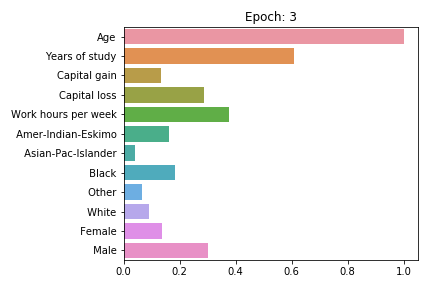 Epoch: 3
Age
Years of study
Capital gain
Capital loss
Work hours per week
Amer-Indian-Eskimo
Asian-Pac-Islander
Black
Other
White
Female
Male
0.0 0.2 0.4 0.6 0.8 1.0